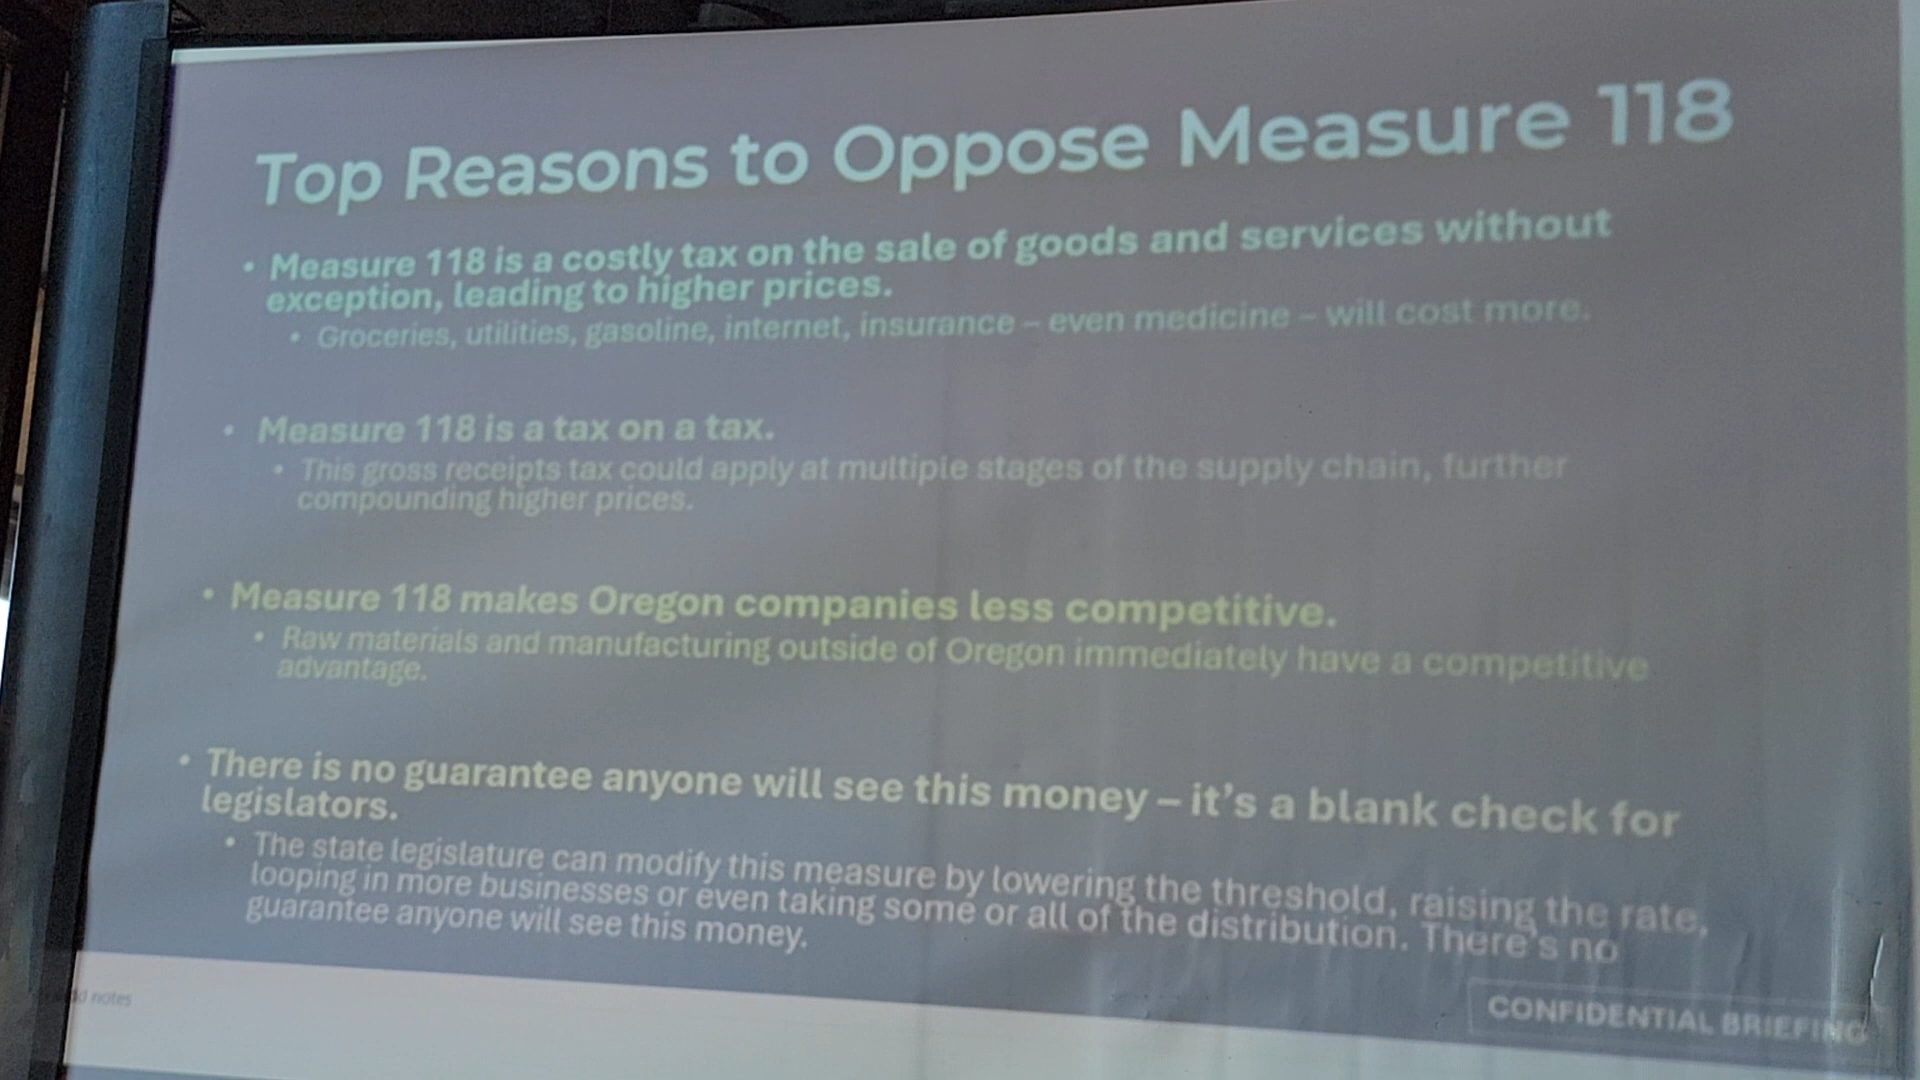 Top Reasons to Oppose Measure 118
• Measure 118 is a costly tax on the sale of goods and services without
exception, leading to higher prices.
• Groceries, utilities, gasoline, internet, insurance – even medicine – will cost more.
• Measure 118 is a tax on a tax.
• This gross receipts tax could apply at multiple stages of the supply chain, further
compounding higher prices.
• Measure 118 makes Oregon companies less competitive.
• Raw materials and manufacturing outside of Oregon immediately have a competitive
advantage.
• There is no guarantee anyone will see this money – it's a blank check for
legislators.
• The state legislature can modify this measure by lowering the threshold, raising the rate,
looping in more businesses or even taking some or all of the distribution. There's no
guarantee anyone will see this money.
notes
CONFIDENTIAL BRIEFING